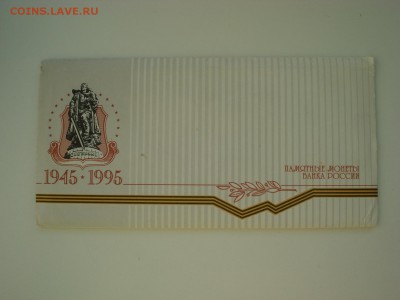 COINS.LAVE.RU
1945 · 1995
ПАМЯТНЫЕ МОНЕТЫ
БАНКА РОССИИ